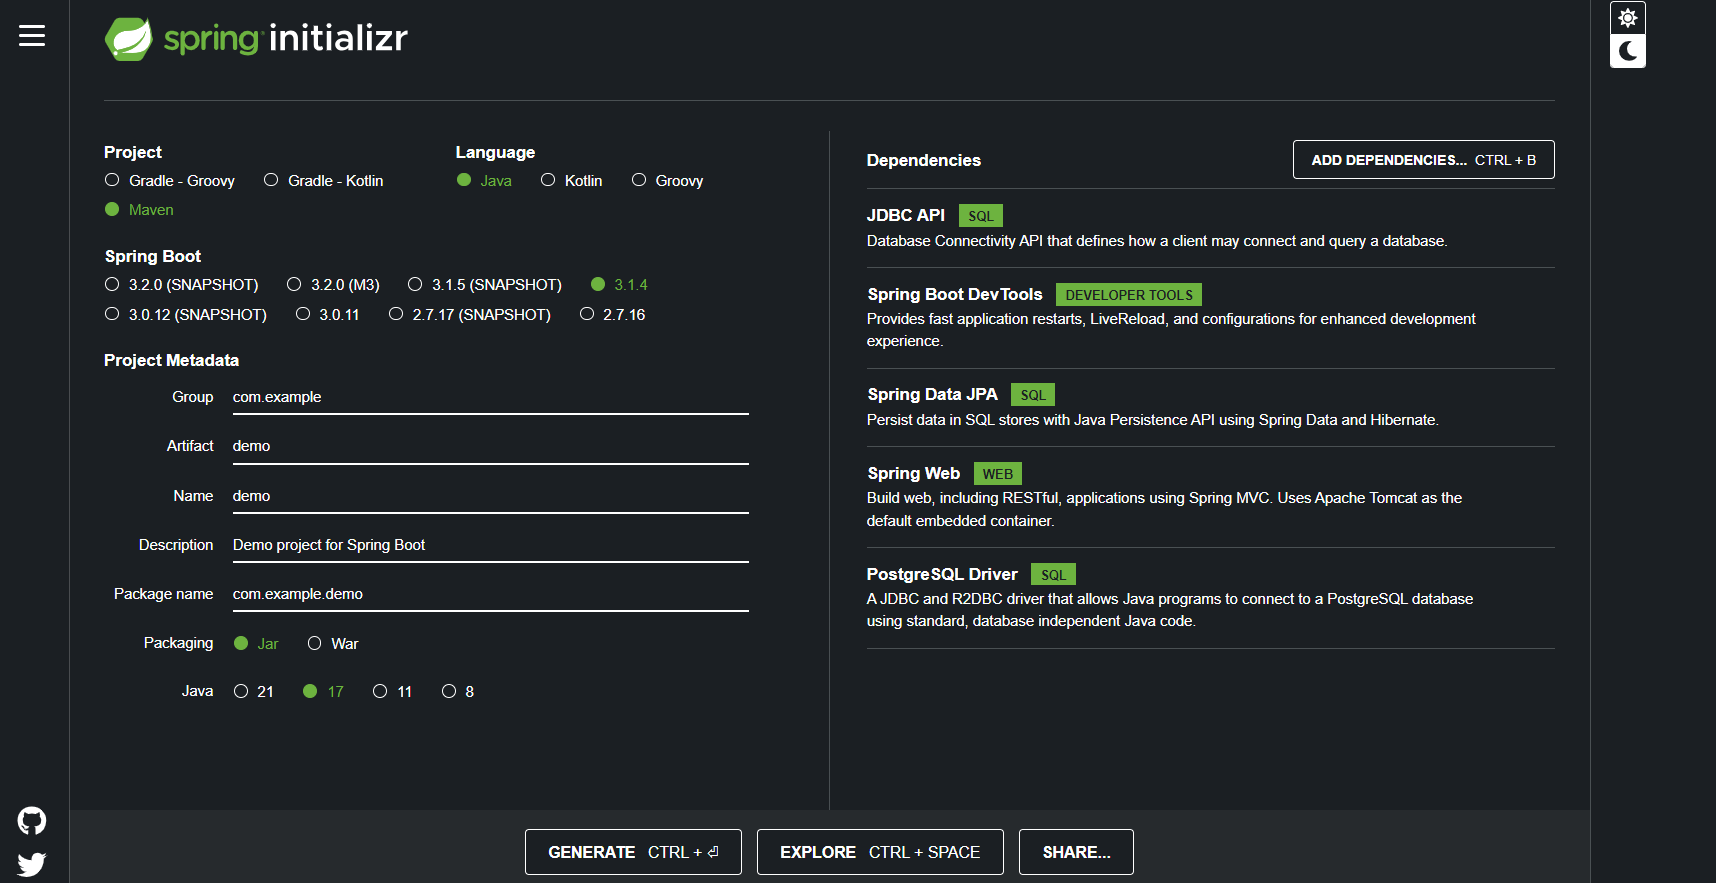 spring initializr
Project
Gradle - Groovy Gradle - Kotlin
Maven
Language
Java Kotlin Groovy
Spring Boot
3.2.0 (SNAPSHOT) 3.2.0 (M3) 3.1.5 (SNAPSHOT) 3.1.4
3.0.12 (SNAPSHOT) 3.0.11 2.7.17 (SNAPSHOT) 2.7.16
Project Metadata
Group com.example
Artifact demo
Name demo
Description Demo project for Spring Boot
Package name com.example.demo
Packaging Jar War
Java 21 17 11 8
Dependencies ADD DEPENDENCIES... CTRL + B
JDBC API SQL
Database Connectivity API that defines how a client may connect and query a database.
Spring Boot DevTools DEVELOPER TOOLS
Provides fast application restarts, LiveReload, and configurations for enhanced development
experience.
Spring Data JPA SQL
Persist data in SQL stores with Java Persistence API using Spring Data and Hibernate.
Spring Web WEB
Build web, including RESTful, applications using Spring MVC. Uses Apache Tomcat as the
default embedded container.
PostgreSQL Driver SQL
A JDBC and R2DBC driver that allows Java programs to connect to a PostgreSQL database
using standard, database independent Java code.
GENERATE CTRL + ⏎ EXPLORE CTRL + SPACE SHARE...